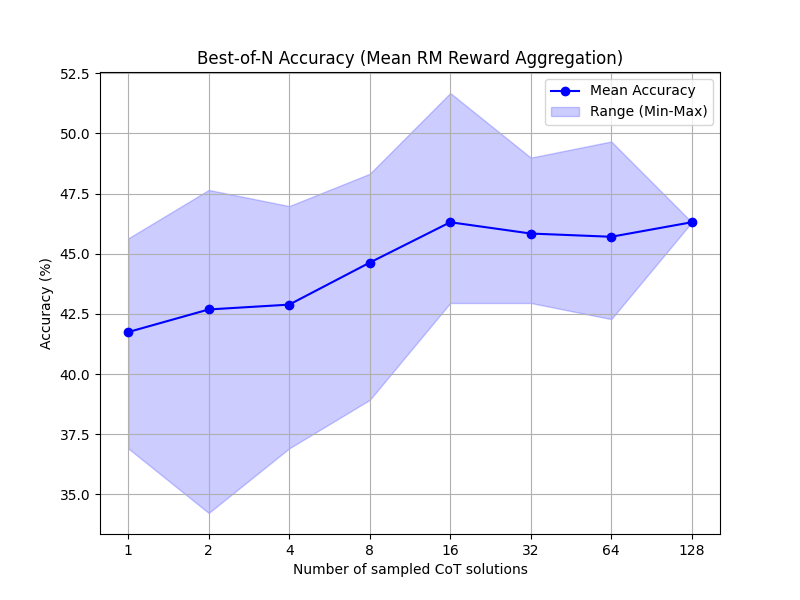 Best-of-N Accuracy (Mean RM Reward Aggregation)
Mean Accuracy
Range (Min-Max)
Accuracy (%)
52.5
50.0
47.5
45.0
42.5
40.0
37.5
35.0
1 2 4 8 16 32 64 128
Number of sampled CoT solutions